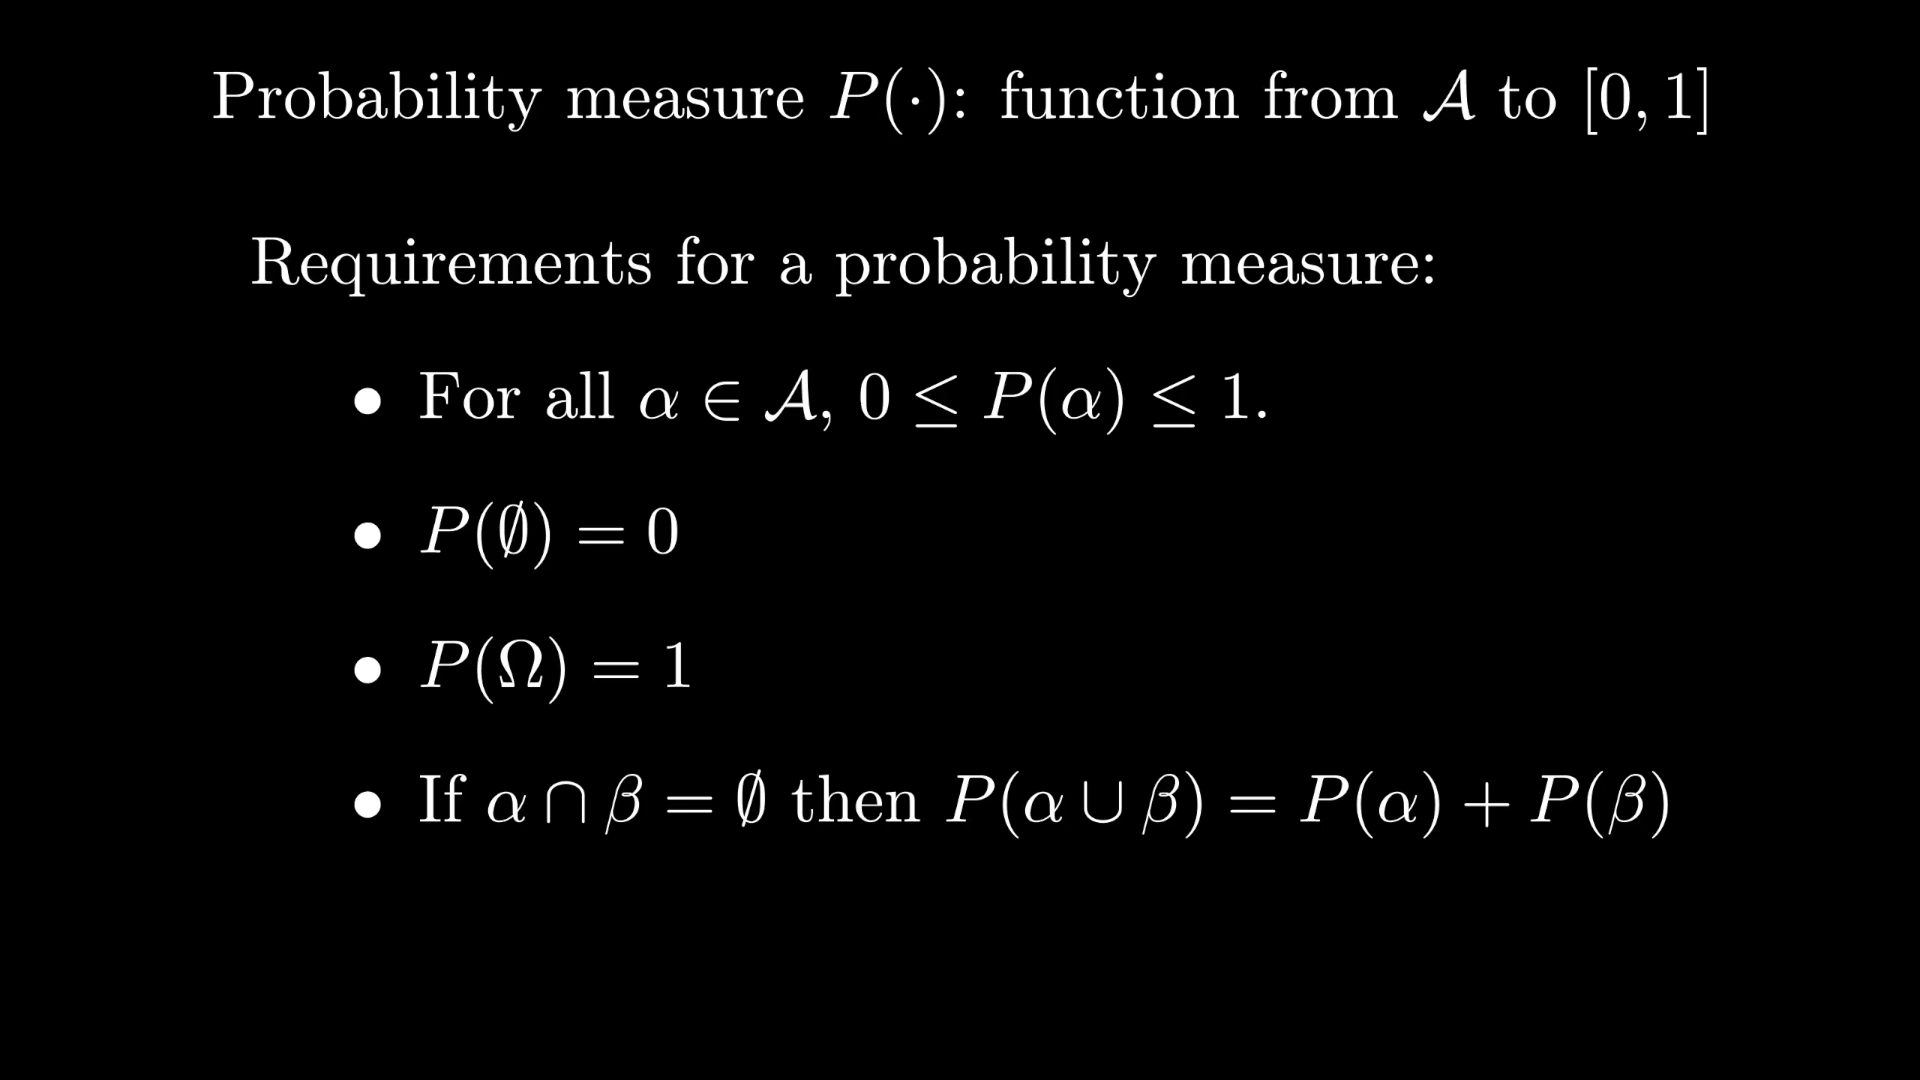 Probability measure P(·): function from 𝒜 to [0, 1]
Requirements for a probability measure:
• For all α ∈ 𝒜, 0 ≤ P(α) ≤ 1.
• P(∅) = 0
• P(Ω) = 1
• If α ∩ β = ∅ then P(α ∪ β) = P(α) + P(β)